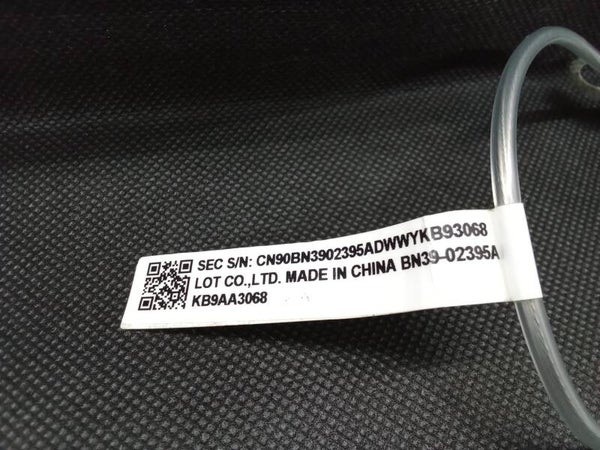 SEC S/N: CN90BN3902395ADWWYKB93068
LOT CO.,LTD. MADE IN CHINA BN39-02395A
KB9AA3068